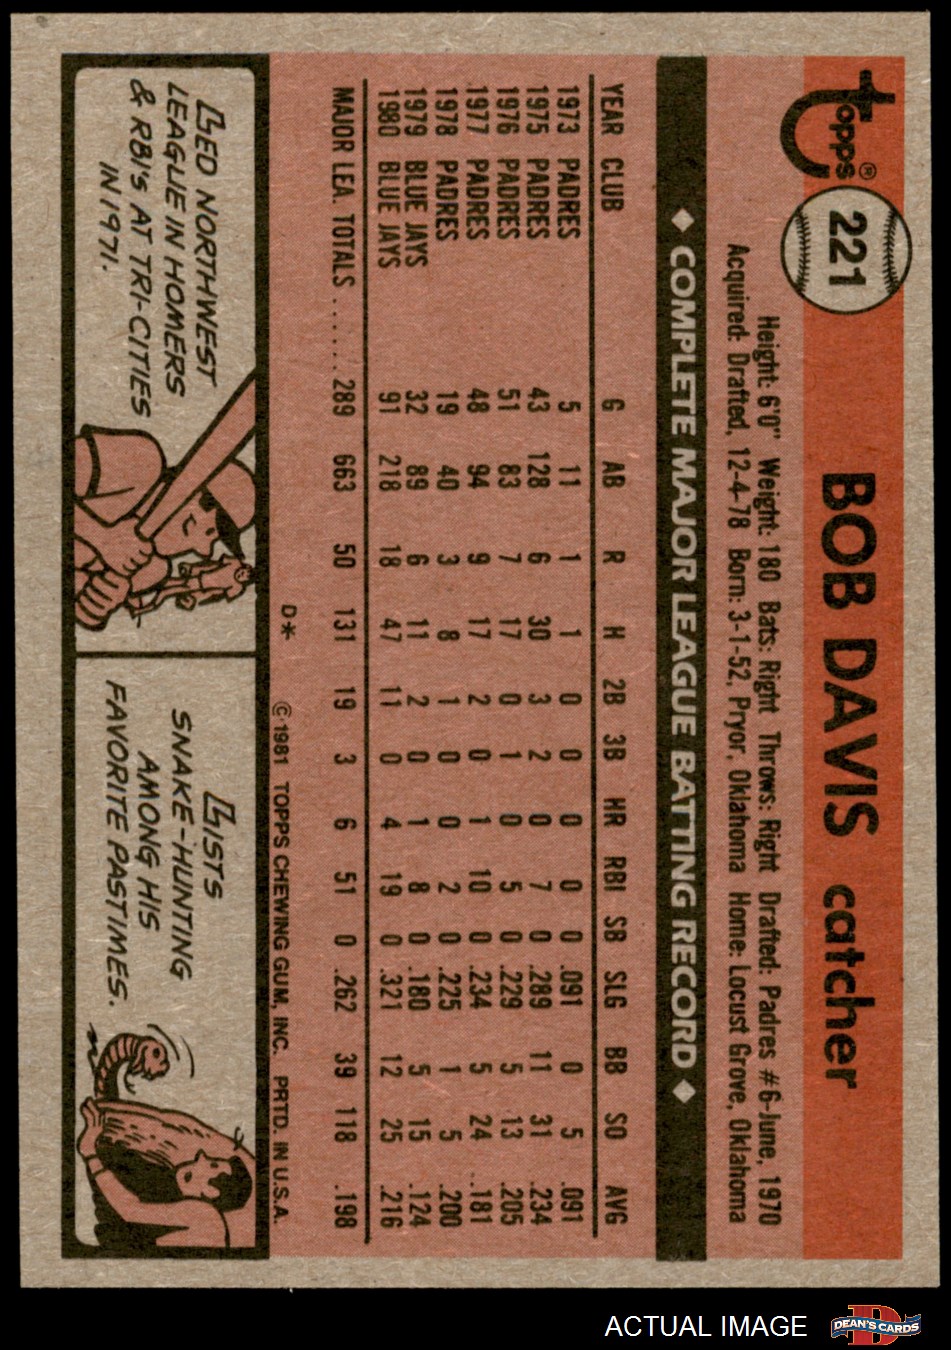 Topps®
221
BOB DAVIS catcher
Height: 6'0" Weight: 180 Bats: Right Throws: Right Drafted: Padres #6-June, 1970
Acquired: Drafted, 12-4-78 Born: 3-1-52, Pryor, Oklahoma Home: Locust Grove, Oklahoma
◆ COMPLETE MAJOR LEAGUE BATTING RECORD ◆
YEAR CLUB G AB R H 2B 3B HR RBI SB SLG BB SO AVG
1973 PADRES 5 11 1 1 0 0 0 0 0 .091 0 5 .091
1975 PADRES 43 128 6 30 3 2 0 7 0 .289 11 31 .234
1976 PADRES 51 83 7 17 0 1 0 5 0 .229 5 13 .205
1977 PADRES 48 94 9 17 2 0 1 10 0 .234 5 24 .181
1978 PADRES 19 40 3 8 1 0 0 2 0 .225 1 5 .200
1979 BLUE JAYS 32 89 6 11 2 0 1 8 0 .180 5 15 .124
1980 BLUE JAYS 91 218 18 47 11 0 4 19 0 .321 12 25 .216
MAJOR LEA. TOTALS ...... 289 663 50 131 19 3 6 51 0 .262 39 118 .198
D* © 1981 TOPPS CHEWING GUM, INC. PRTD. IN U.S.A.
LED NORTHWEST
LEAGUE IN HOMERS
& RBI'S AT TRI-CITIES
IN 1971.
LISTS
SNAKE-HUNTING
AMONG HIS
FAVORITE PASTIMES.
ACTUAL IMAGE
D
DEAN'S CARDS